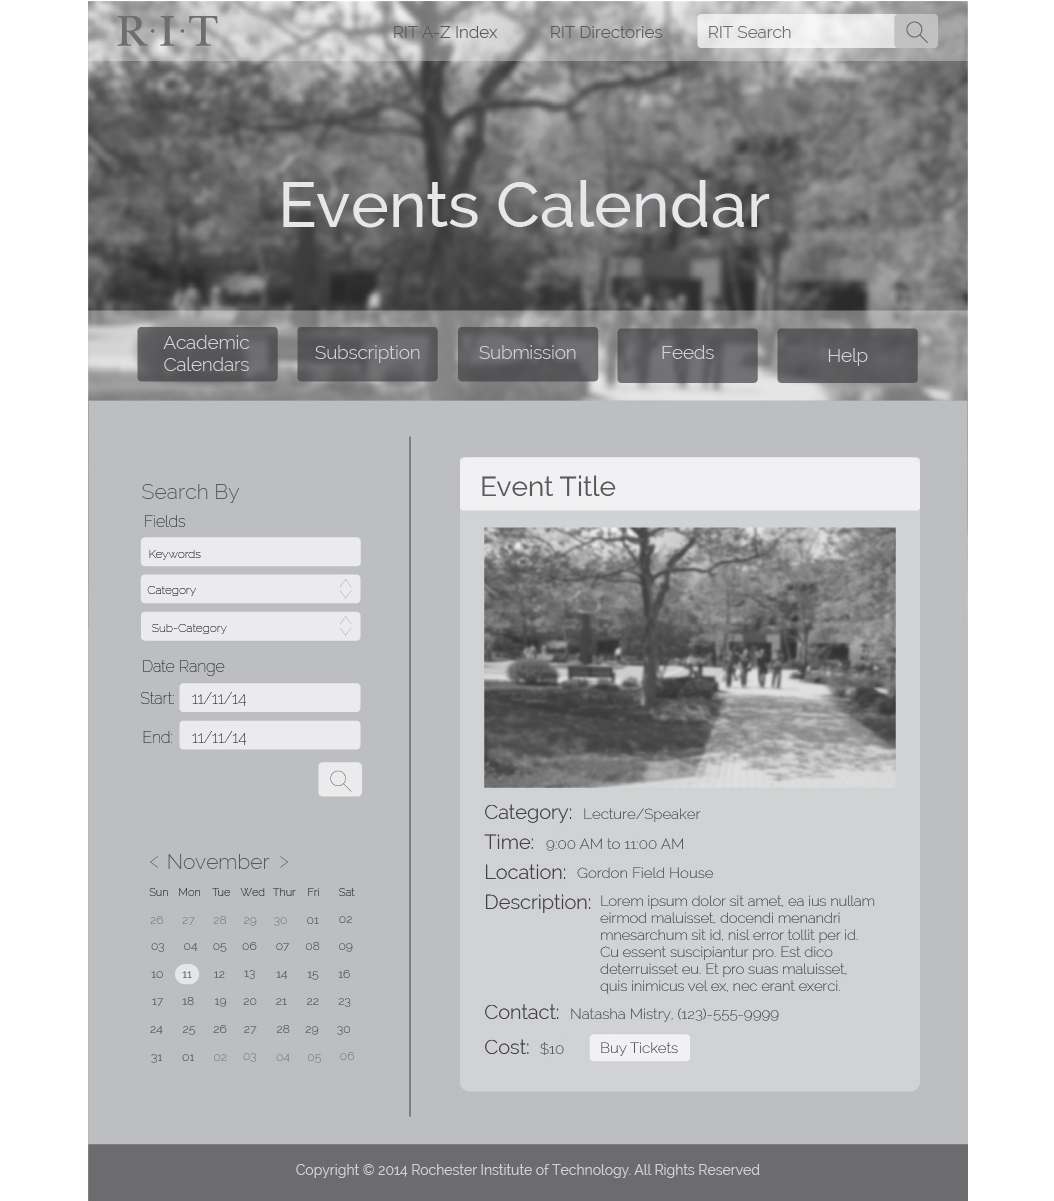 R·I·T
RIT A-Z Index
RIT Directories
RIT Search
Events Calendar
Academic
Calendars
Subscription
Submission
Feeds
Help
Search By
Fields
Keywords
Category
Sub-Category
Date Range
Start: 11/11/14
End: 11/11/14
< November >
Sun Mon Tue Wed Thur Fri Sat
26 27 28 29 30 01 02
03 04 05 06 07 08 09
10 11 12 13 14 15 16
17 18 19 20 21 22 23
24 25 26 27 28 29 30
31 01 02 03 04 05 06
Event Title
Category: Lecture/Speaker
Time: 9:00 AM to 11:00 AM
Location: Gordon Field House
Description: Lorem ipsum dolor sit amet, ea ius nullam
eirmod maluisset, docendi menandri
mnesarchum sit id, nisl error tollit per id.
Cu essent suscipiantur pro. Est dico
deterruisset eu. Et pro suas maluisset,
quis inimicus vel ex, nec erant exerci.
Contact: Natasha Mistry, (123)-555-9999
Cost: $10 Buy Tickets
Copyright © 2014 Rochester Institute of Technology. All Rights Reserved